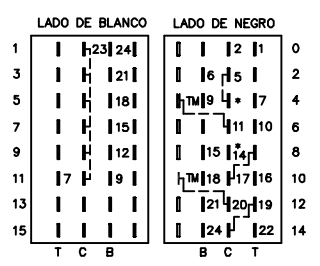 LADO DE BLANCO LADO DE NEGRO
1 23 24 2 1 0
3 21 6 5 2
5 18 TM 9 * 7 4
7 15 11 10 6
9 12 15 * 14 8
11 7 9 TM 18 17 16 10
13 21 20 19 12
15 24 22 14
T C B B C T